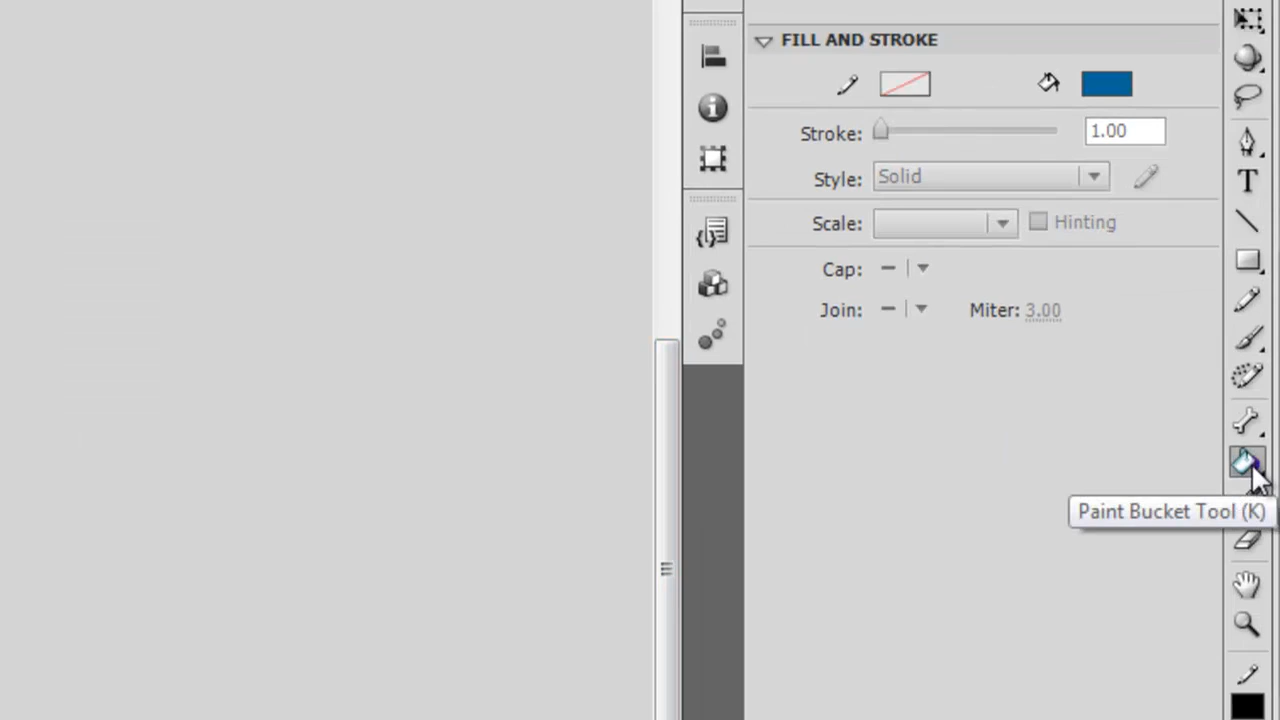 FILL AND STROKE
Stroke: 1.00
Style: Solid
Scale: Hinting
Cap:
Join: Miter: 3.00
Paint Bucket Tool (K)